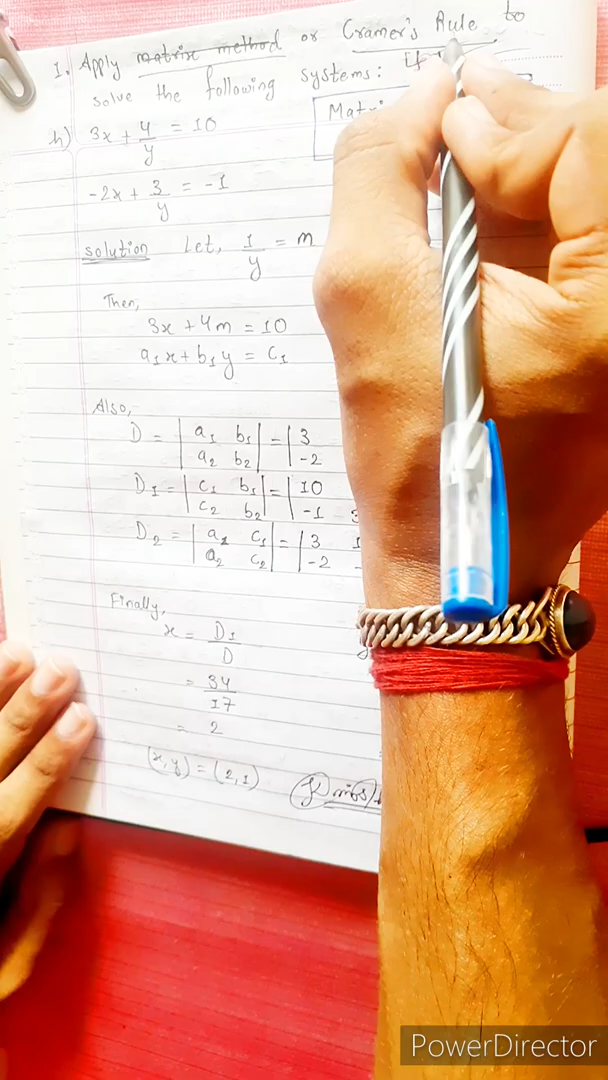 1. Apply matrix method or Cramer's Rule to
solve the following systems:
h) 3x + 4/y = 10
-2x + 3/y = -1
solution Let, 1/y = m
Then,
3x + 4m = 10
a₁x + b₁y = c₁
Also,
D = | a₁ b₁ | = | 3
| a₂ b₂ | | -2
D₁ = | c₁ b₁ | = | 10
| c₂ b₂ | | -1 3
D₂ = | a₁ c₁ | = | 3 1
| a₂ c₂ | | -2
Finally,
x = D₁/D
= 34/17
= 2
(x, y) = (2, 1)
PowerDirector